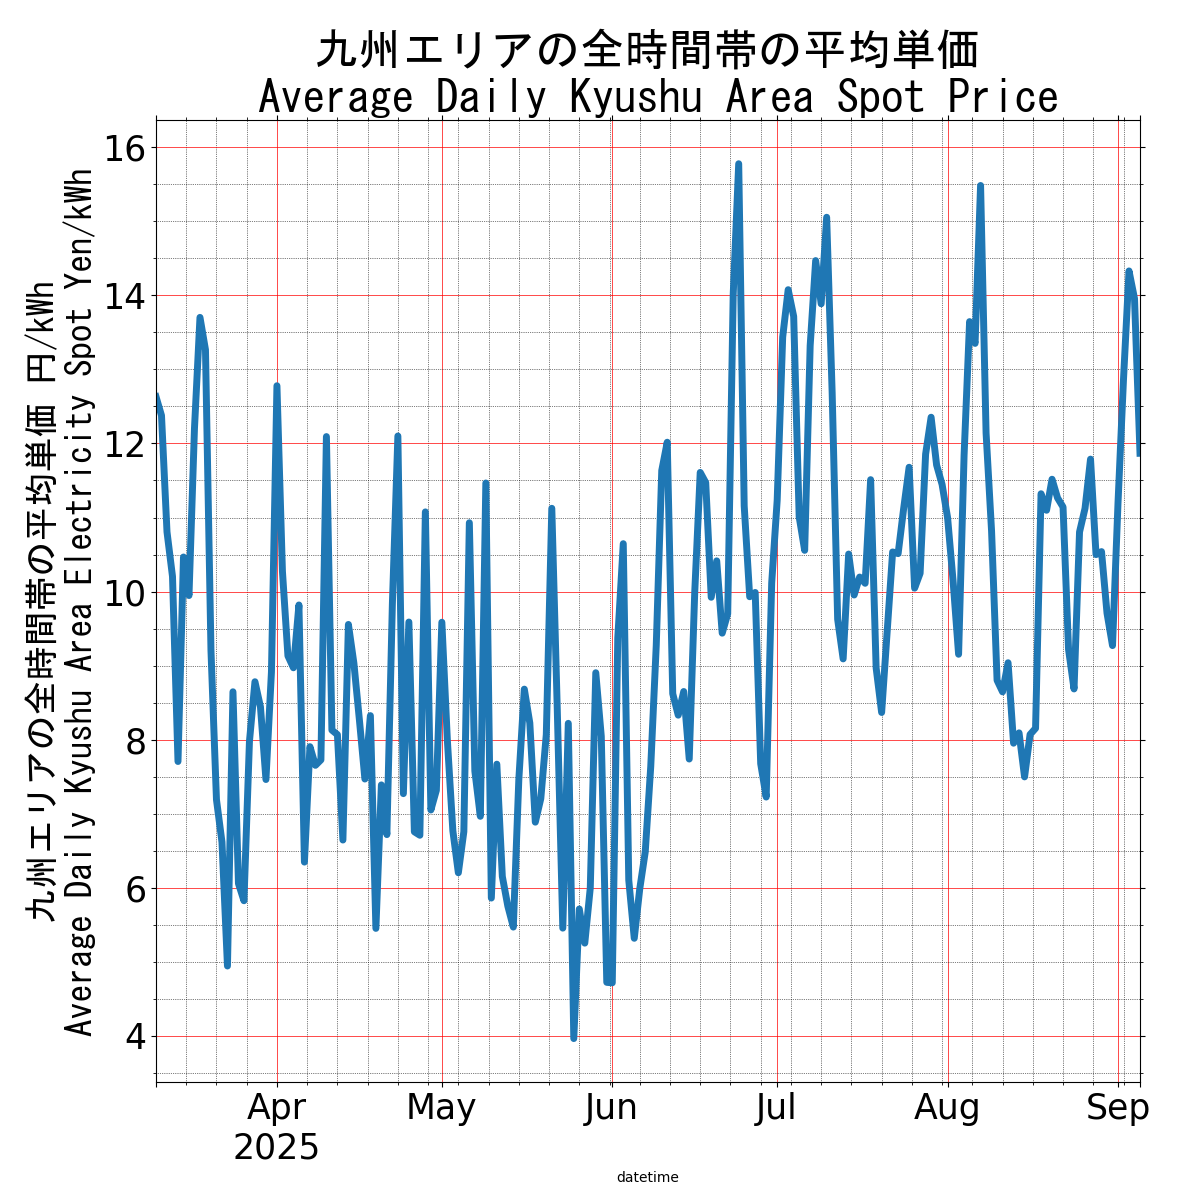 九州エリアの全時間帯の平均単価
Average Daily Kyushu Area Spot Price
九州エリアの全時間帯の平均単価 円/kWh
Average Daily Kyushu Area Electricity Spot Yen/kWh
16
14
12
10
8
6
4
Apr
May
Jun
Jul
Aug
Sep
2025
datetime